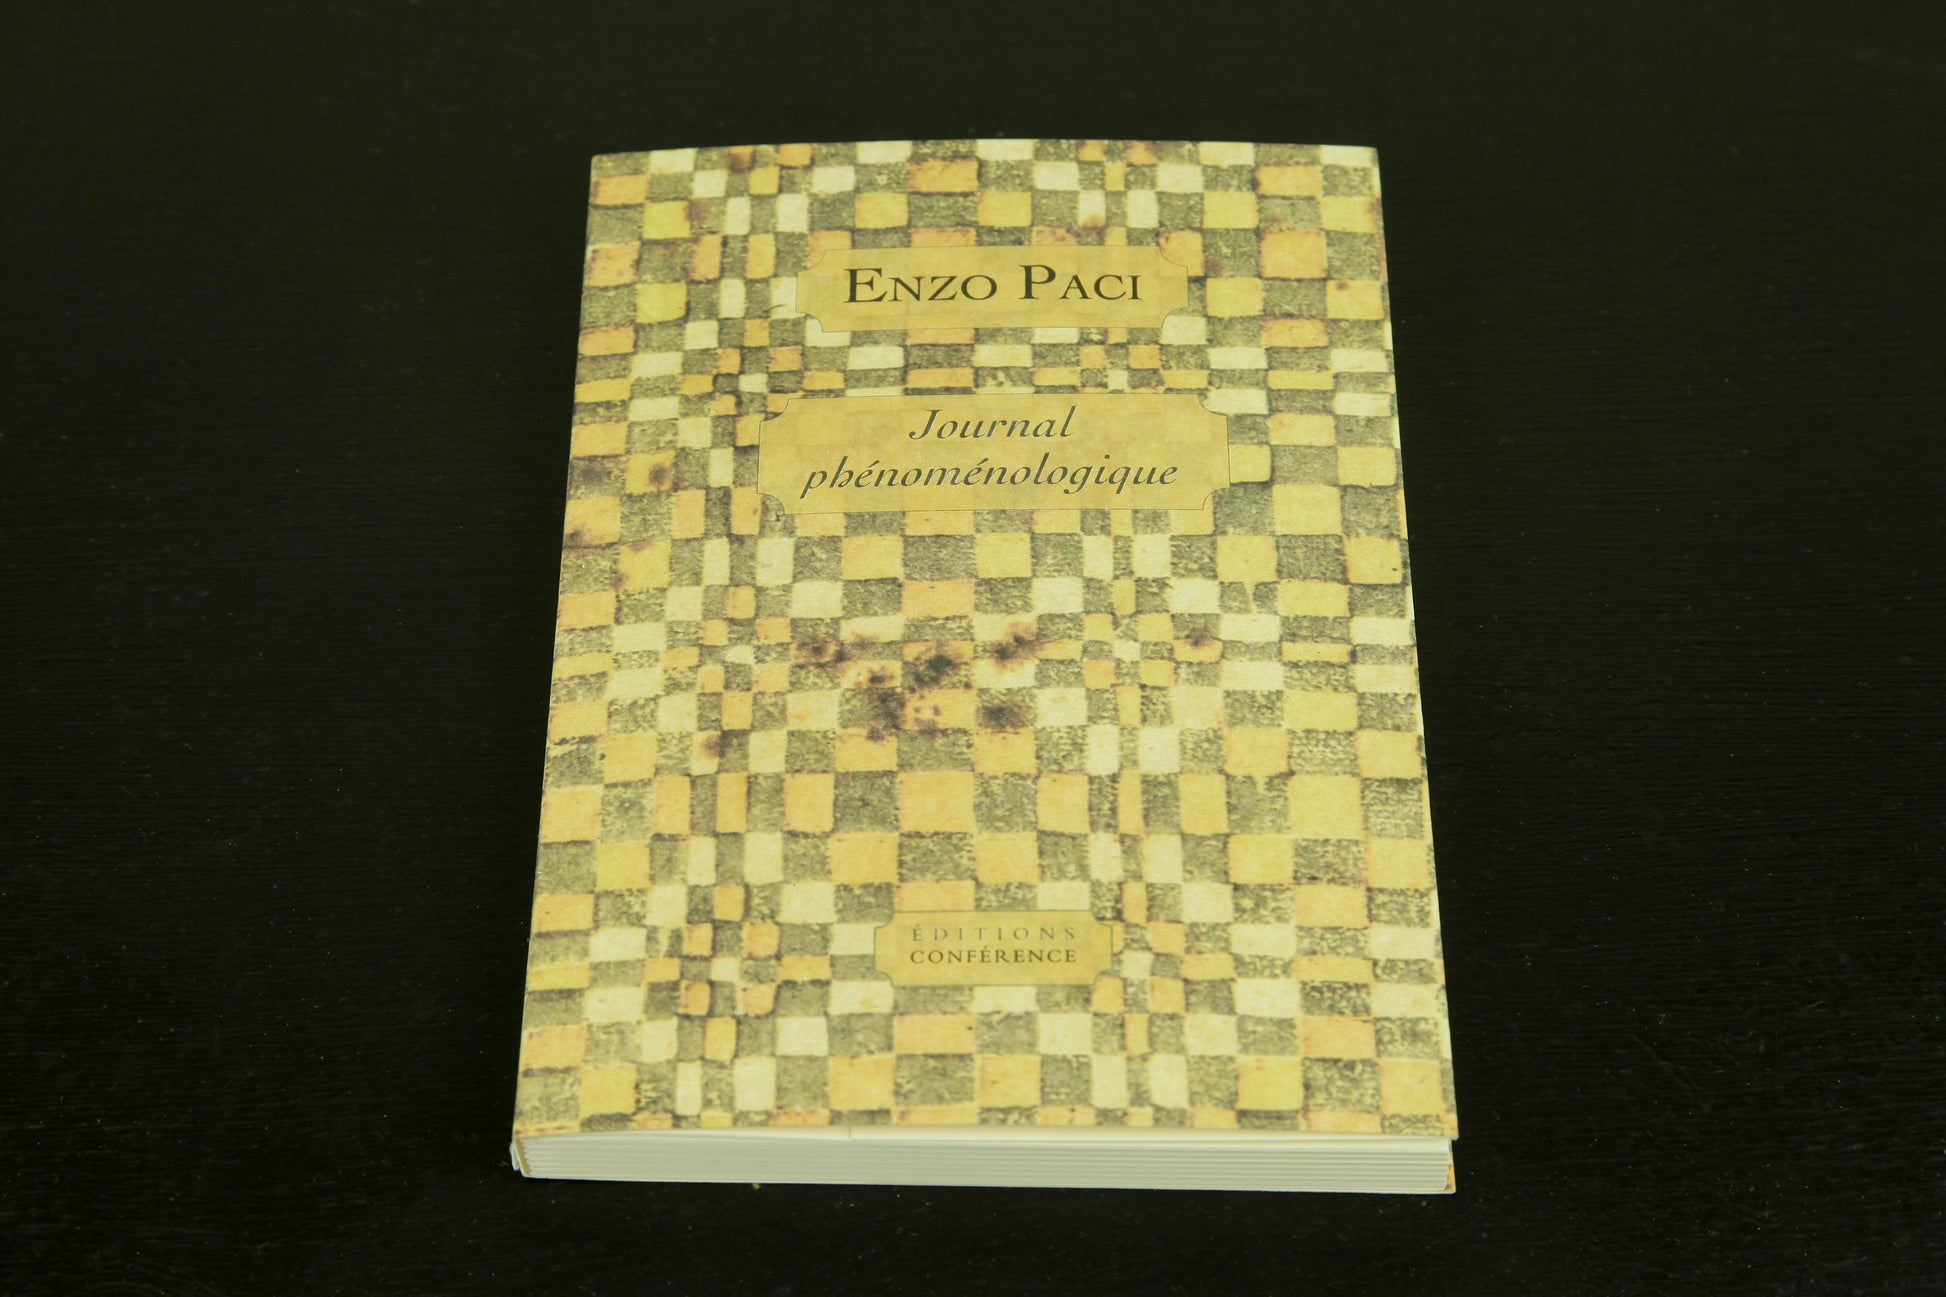 ENZO PACI
Journal
phénoménologique
ÉDITIONS
CONFÉRENCE